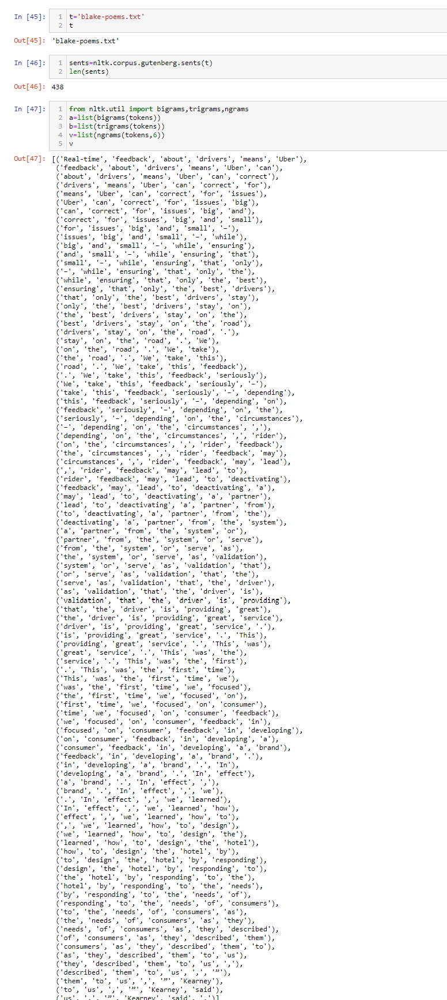 In [45]: 1 t='blake-poems.txt'
2 t
Out[45]: 'blake-poems.txt'
In [46]: 1 sents=nltk.corpus.gutenberg.sents(t)
2 len(sents)
Out[46]: 438
In [47]: 1 from nltk.util import bigrams,trigrams,ngrams
2 a=list(bigrams(tokens))
3 b=list(trigrams(tokens))
4 v=list(ngrams(tokens,6))
5 v
Out[47]: [('Real-time', 'feedback', 'about', 'drivers', 'means', 'Uber'),
('feedback', 'about', 'drivers', 'means', 'Uber', 'can'),
('about', 'drivers', 'means', 'Uber', 'can', 'correct'),
('drivers', 'means', 'Uber', 'can', 'correct', 'for'),
('means', 'Uber', 'can', 'correct', 'for', 'issues'),
('Uber', 'can', 'correct', 'for', 'issues', 'big'),
('can', 'correct', 'for', 'issues', 'big', 'and'),
('correct', 'for', 'issues', 'big', 'and', 'small'),
('for', 'issues', 'big', 'and', 'small', '–'),
('issues', 'big', 'and', 'small', '–', 'while'),
('big', 'and', 'small', '–', 'while', 'ensuring'),
('and', 'small', '–', 'while', 'ensuring', 'that'),
('small', '–', 'while', 'ensuring', 'that', 'only'),
('–', 'while', 'ensuring', 'that', 'only', 'the'),
('while', 'ensuring', 'that', 'only', 'the', 'best'),
('ensuring', 'that', 'only', 'the', 'best', 'drivers'),
('that', 'only', 'the', 'best', 'drivers', 'stay'),
('only', 'the', 'best', 'drivers', 'stay', 'on'),
('the', 'best', 'drivers', 'stay', 'on', 'the'),
('best', 'drivers', 'stay', 'on', 'the', 'road'),
('drivers', 'stay', 'on', 'the', 'road', '.'),
('stay', 'on', 'the', 'road', '.', 'We'),
('on', 'the', 'road', '.', 'We', 'take'),
('the', 'road', '.', 'We', 'take', 'this'),
('road', '.', 'We', 'take', 'this', 'feedback'),
('.', 'We', 'take', 'this', 'feedback', 'seriously'),
('We', 'take', 'this', 'feedback', 'seriously', '–'),
('take', 'this', 'feedback', 'seriously', '–', 'depending'),
('this', 'feedback', 'seriously', '–', 'depending', 'on'),
('feedback', 'seriously', '–', 'depending', 'on', 'the'),
('seriously', '–', 'depending', 'on', 'the', 'circumstances'),
('–', 'depending', 'on', 'the', 'circumstances', ','),
('depending', 'on', 'the', 'circumstances', ',', 'rider'),
('on', 'the', 'circumstances', ',', 'rider', 'feedback'),
('the', 'circumstances', ',', 'rider', 'feedback', 'may'),
('circumstances', ',', 'rider', 'feedback', 'may', 'lead'),
(',', 'rider', 'feedback', 'may', 'lead', 'to'),
('rider', 'feedback', 'may', 'lead', 'to', 'deactivating'),
('feedback', 'may', 'lead', 'to', 'deactivating', 'a'),
('may', 'lead', 'to', 'deactivating', 'a', 'partner'),
('lead', 'to', 'deactivating', 'a', 'partner', 'from'),
('to', 'deactivating', 'a', 'partner', 'from', 'the'),
('deactivating', 'a', 'partner', 'from', 'the', 'system'),
('a', 'partner', 'from', 'the', 'system', 'or'),
('partner', 'from', 'the', 'system', 'or', 'serve'),
('from', 'the', 'system', 'or', 'serve', 'as'),
('the', 'system', 'or', 'serve', 'as', 'validation'),
('system', 'or', 'serve', 'as', 'validation', 'that'),
('or', 'serve', 'as', 'validation', 'that', 'the'),
('serve', 'as', 'validation', 'that', 'the', 'driver'),
('as', 'validation', 'that', 'the', 'driver', 'is'),
('validation', 'that', 'the', 'driver', 'is', 'providing'),
('that', 'the', 'driver', 'is', 'providing', 'great'),
('the', 'driver', 'is', 'providing', 'great', 'service'),
('driver', 'is', 'providing', 'great', 'service', '.'),
('is', 'providing', 'great', 'service', '.', 'This'),
('providing', 'great', 'service', '.', 'This', 'was'),
('great', 'service', '.', 'This', 'was', 'the'),
('service', '.', 'This', 'was', 'the', 'first'),
('.', 'This', 'was', 'the', 'first', 'time'),
('This', 'was', 'the', 'first', 'time', 'we'),
('was', 'the', 'first', 'time', 'we', 'focused'),
('the', 'first', 'time', 'we', 'focused', 'on'),
('first', 'time', 'we', 'focused', 'on', 'consumer'),
('time', 'we', 'focused', 'on', 'consumer', 'feedback'),
('we', 'focused', 'on', 'consumer', 'feedback', 'in'),
('focused', 'on', 'consumer', 'feedback', 'in', 'developing'),
('on', 'consumer', 'feedback', 'in', 'developing', 'a'),
('consumer', 'feedback', 'in', 'developing', 'a', 'brand'),
('feedback', 'in', 'developing', 'a', 'brand', '.'),
('in', 'developing', 'a', 'brand', '.', 'In'),
('developing', 'a', 'brand', '.', 'In', 'effect'),
('a', 'brand', '.', 'In', 'effect', ','),
('brand', '.', 'In', 'effect', ',', 'we'),
('.', 'In', 'effect', ',', 'we', 'learned'),
('In', 'effect', ',', 'we', 'learned', 'how'),
('effect', ',', 'we', 'learned', 'how', 'to'),
(',', 'we', 'learned', 'how', 'to', 'design'),
('we', 'learned', 'how', 'to', 'design', 'the'),
('learned', 'how', 'to', 'design', 'the', 'hotel'),
('how', 'to', 'design', 'the', 'hotel', 'by'),
('to', 'design', 'the', 'hotel', 'by', 'responding'),
('design', 'the', 'hotel', 'by', 'responding', 'to'),
('the', 'hotel', 'by', 'responding', 'to', 'the'),
('hotel', 'by', 'responding', 'to', 'the', 'needs'),
('by', 'responding', 'to', 'the', 'needs', 'of'),
('responding', 'to', 'the', 'needs', 'of', 'consumers'),
('to', 'the', 'needs', 'of', 'consumers', 'as'),
('the', 'needs', 'of', 'consumers', 'as', 'they'),
('needs', 'of', 'consumers', 'as', 'they', 'described'),
('of', 'consumers', 'as', 'they', 'described', 'them'),
('consumers', 'as', 'they', 'described', 'them', 'to'),
('as', 'they', 'described', 'them', 'to', 'us'),
('they', 'described', 'them', 'to', 'us', ','),
('described', 'them', 'to', 'us', ',', '”'),
('them', 'to', 'us', ',', '”', 'Kearney'),
('to', 'us', ',', '”', 'Kearney', 'said'),
('us', ',', '”', 'Kearney', 'said', '.')]